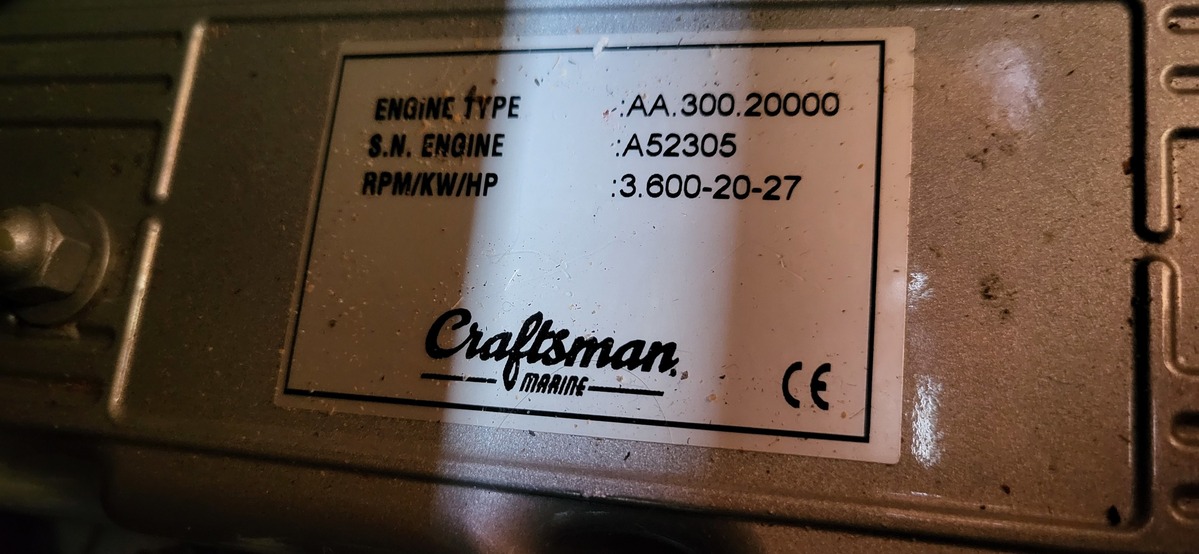 ENGINE TYPE :AA.300.20000
S.N. ENGINE :A52305
RPM/KW/HP :3.600-20-27
Craftsman
MARINE
CE